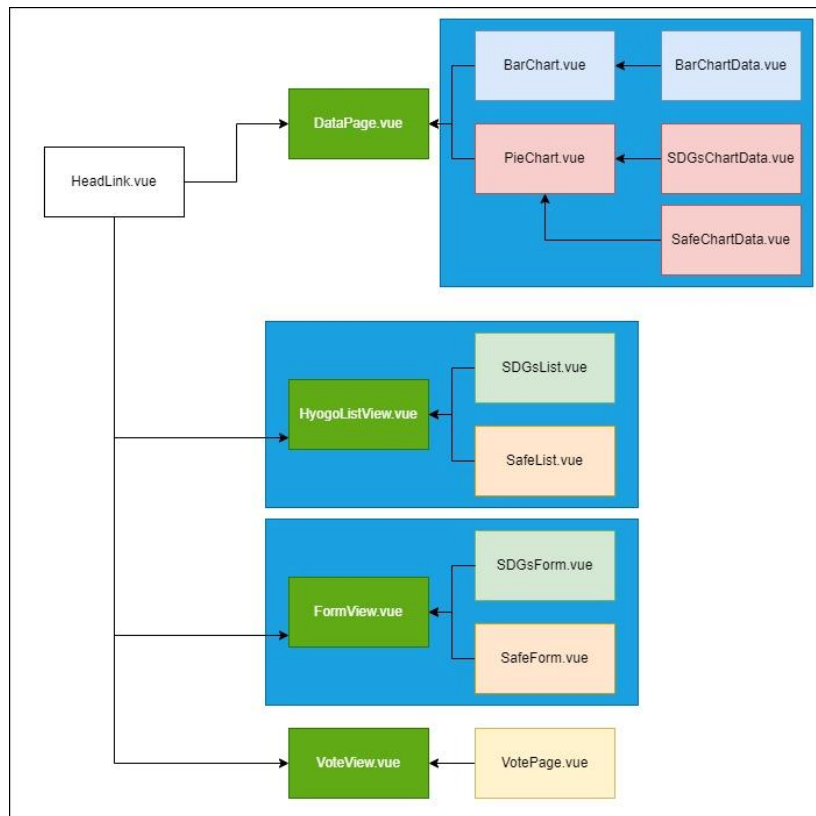 BarChart.vue
BarChartData.vue
DataPage.vue
PieChart.vue
SDGsChartData.vue
HeadLink.vue
SafeChartData.vue
SDGsList.vue
HyogoListView.vue
SafeList.vue
SDGsForm.vue
FormView.vue
SafeForm.vue
VoteView.vue
VotePage.vue